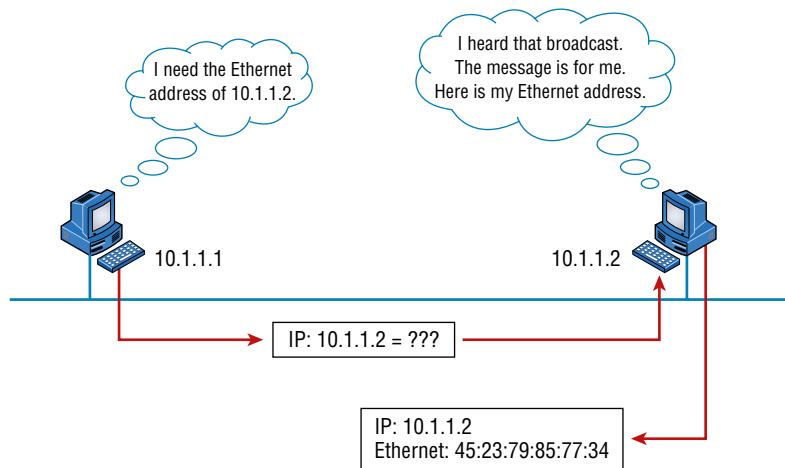 I need the Ethernet
address of 10.1.1.2.
I heard that broadcast.
The message is for me.
Here is my Ethernet address.
10.1.1.1
10.1.1.2
IP: 10.1.1.2 = ???
IP: 10.1.1.2
Ethernet: 45:23:79:85:77:34